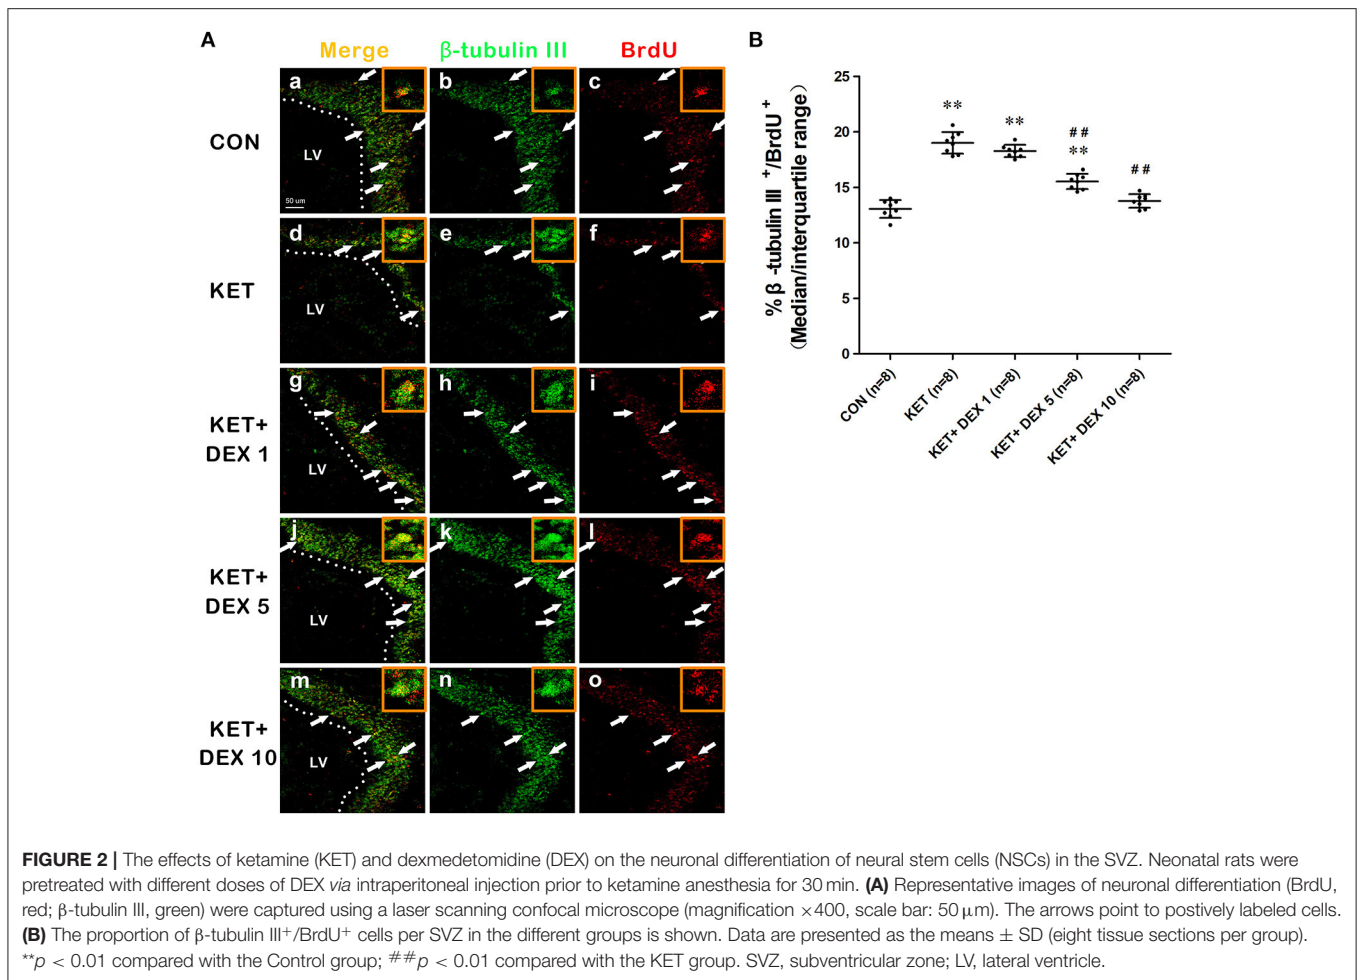 A
Merge β-tubulin III BrdU
a b c
CON
LV
50 um
d e f
KET
LV
g h i
KET+
DEX 1
LV
j k l
KET+
DEX 5
LV
m n o
KET+
DEX 10
LV
B
% β -tubulin III +/BrdU +
(Median/interquartile range)
25
20
15
10
5
0
**
**
##
**
##
CON (n=8)
KET (n=8)
KET+ DEX 1 (n=8)
KET+ DEX 5 (n=8)
KET+ DEX 10 (n=8)
FIGURE 2 | The effects of ketamine (KET) and dexmedetomidine (DEX) on the neuronal differentiation of neural stem cells (NSCs) in the SVZ. Neonatal rats were
pretreated with different doses of DEX via intraperitoneal injection prior to ketamine anesthesia for 30 min. (A) Representative images of neuronal differentiation (BrdU,
red; β-tubulin III, green) were captured using a laser scanning confocal microscope (magnification ×400, scale bar: 50 μm). The arrows point to postively labeled cells.
(B) The proportion of β-tubulin III+/BrdU+ cells per SVZ in the different groups is shown. Data are presented as the means ± SD (eight tissue sections per group).
**p < 0.01 compared with the Control group; ##p < 0.01 compared with the KET group. SVZ, subventricular zone; LV, lateral ventricle.